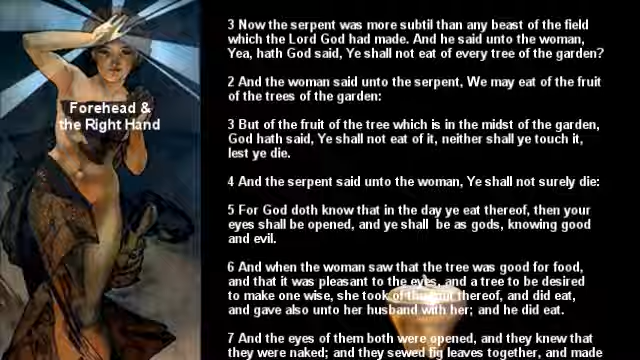 Forehead &
the Right Hand
3 Now the serpent was more subtil than any beast of the field
which the Lord God had made. And he said unto the woman,
Yea, hath God said, Ye shall not eat of every tree of the garden?
2 And the woman said unto the serpent, We may eat of the fruit
of the trees of the garden:
3 But of the fruit of the tree which is in the midst of the garden,
God hath said, Ye shall not eat of it, neither shall ye touch it,
lest ye die.
4 And the serpent said unto the woman, Ye shall not surely die:
5 For God doth know that in the day ye eat thereof, then your
eyes shall be opened, and ye shall be as gods, knowing good
and evil.
6 And when the woman saw that the tree was good for food,
and that it was pleasant to the eyes, and a tree to be desired
to make one wise, she took of the fruit thereof, and did eat,
and gave also unto her husband with her; and he did eat.
7 And the eyes of them both were opened, and they knew that
they were naked; and they sewed fig leaves together, and made